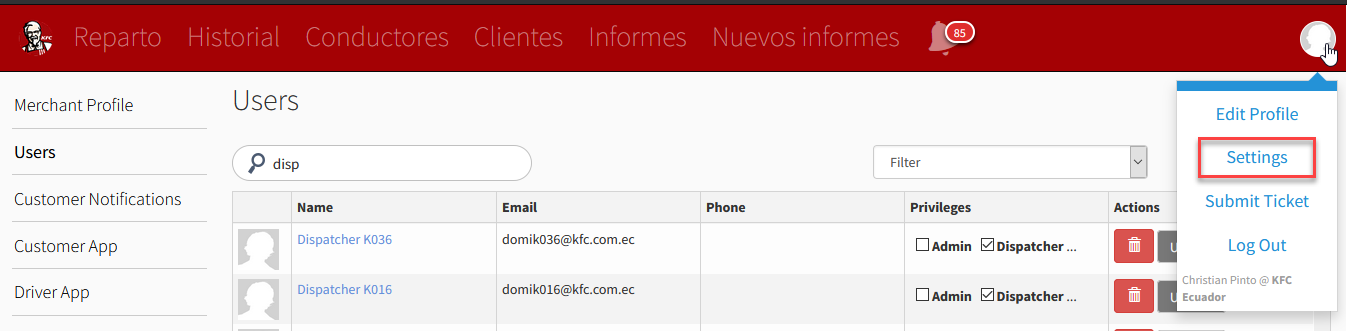 KFC Reparto Historial Conductores Clientes Informes Nuevos informes 85
Merchant Profile
Users
Customer Notifications
Customer App
Driver App
Users
disp
Filter
Name Email Phone Privileges Actions
Dispatcher K036 domik036@kfc.com.ec Admin Dispatcher ... U
Dispatcher K016 domik016@kfc.com.ec Admin Dispatcher ...
Edit Profile
Settings
Submit Ticket
Log Out
Christian Pinto @ KFC
Ecuador